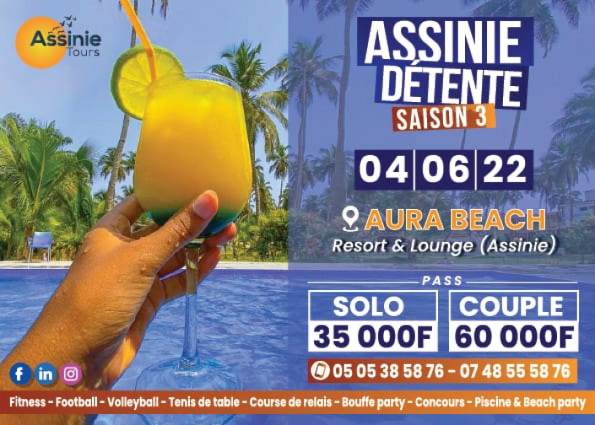 Assinie
Tours
ASSINIE
DÉTENTE
SAISON 3
04|06|22
AURA BEACH
Resort & Lounge (Assinie)
PASS
SOLO
35 000F
COUPLE
60 000F
05 05 38 58 76 - 07 48 55 58 76
Fitness - Football - Volleyball - Tenis de table - Course de relais - Bouffe party - Concours - Piscine & Beach party